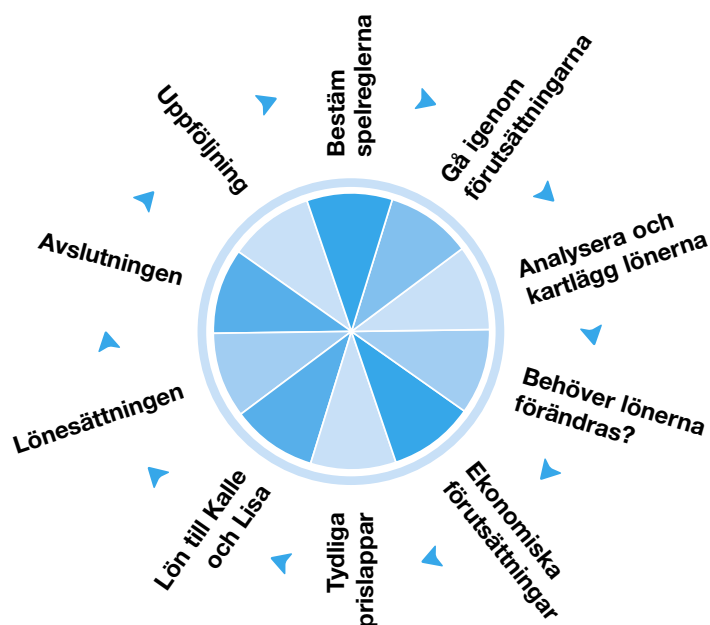 Bestäm
spelreglerna
Gå igenom
förutsättningarna
Analysera och
kartlägg lönerna
Behöver lönerna
förändras?
Ekonomiska
förutsättningar
Tydliga
prislappar
Lön till Kalle
och Lisa
Lönesättningen
Avslutningen
Uppföljning